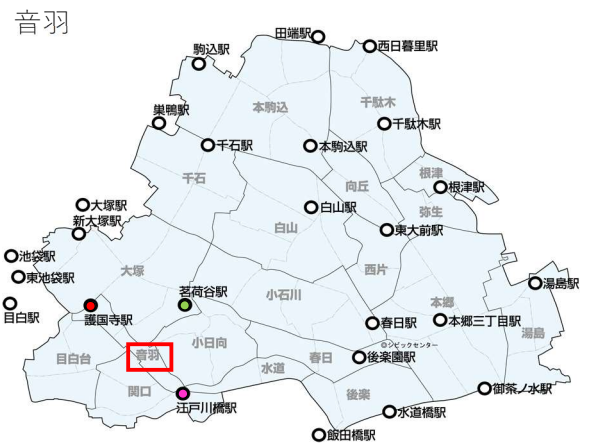 音羽
田端駅
西日暮里駅
駒込駅
本駒込
千駄木
巣鴨駅
千駄木駅
千石駅
本駒込駅
千石
向丘
根津
根津駅
大塚駅
新大塚駅
白山駅
弥生
白山
東大前駅
池袋駅
東池袋駅
大塚
西片
目白駅
護国寺駅
茗荷谷駅
小石川
本郷
湯島駅
春日駅
本郷三丁目駅
湯島
目白台
音羽
小日向
◎シビックセンター
水道
春日
後楽園駅
関口
江戸川橋駅
後楽
御茶ノ水駅
水道橋駅
飯田橋駅